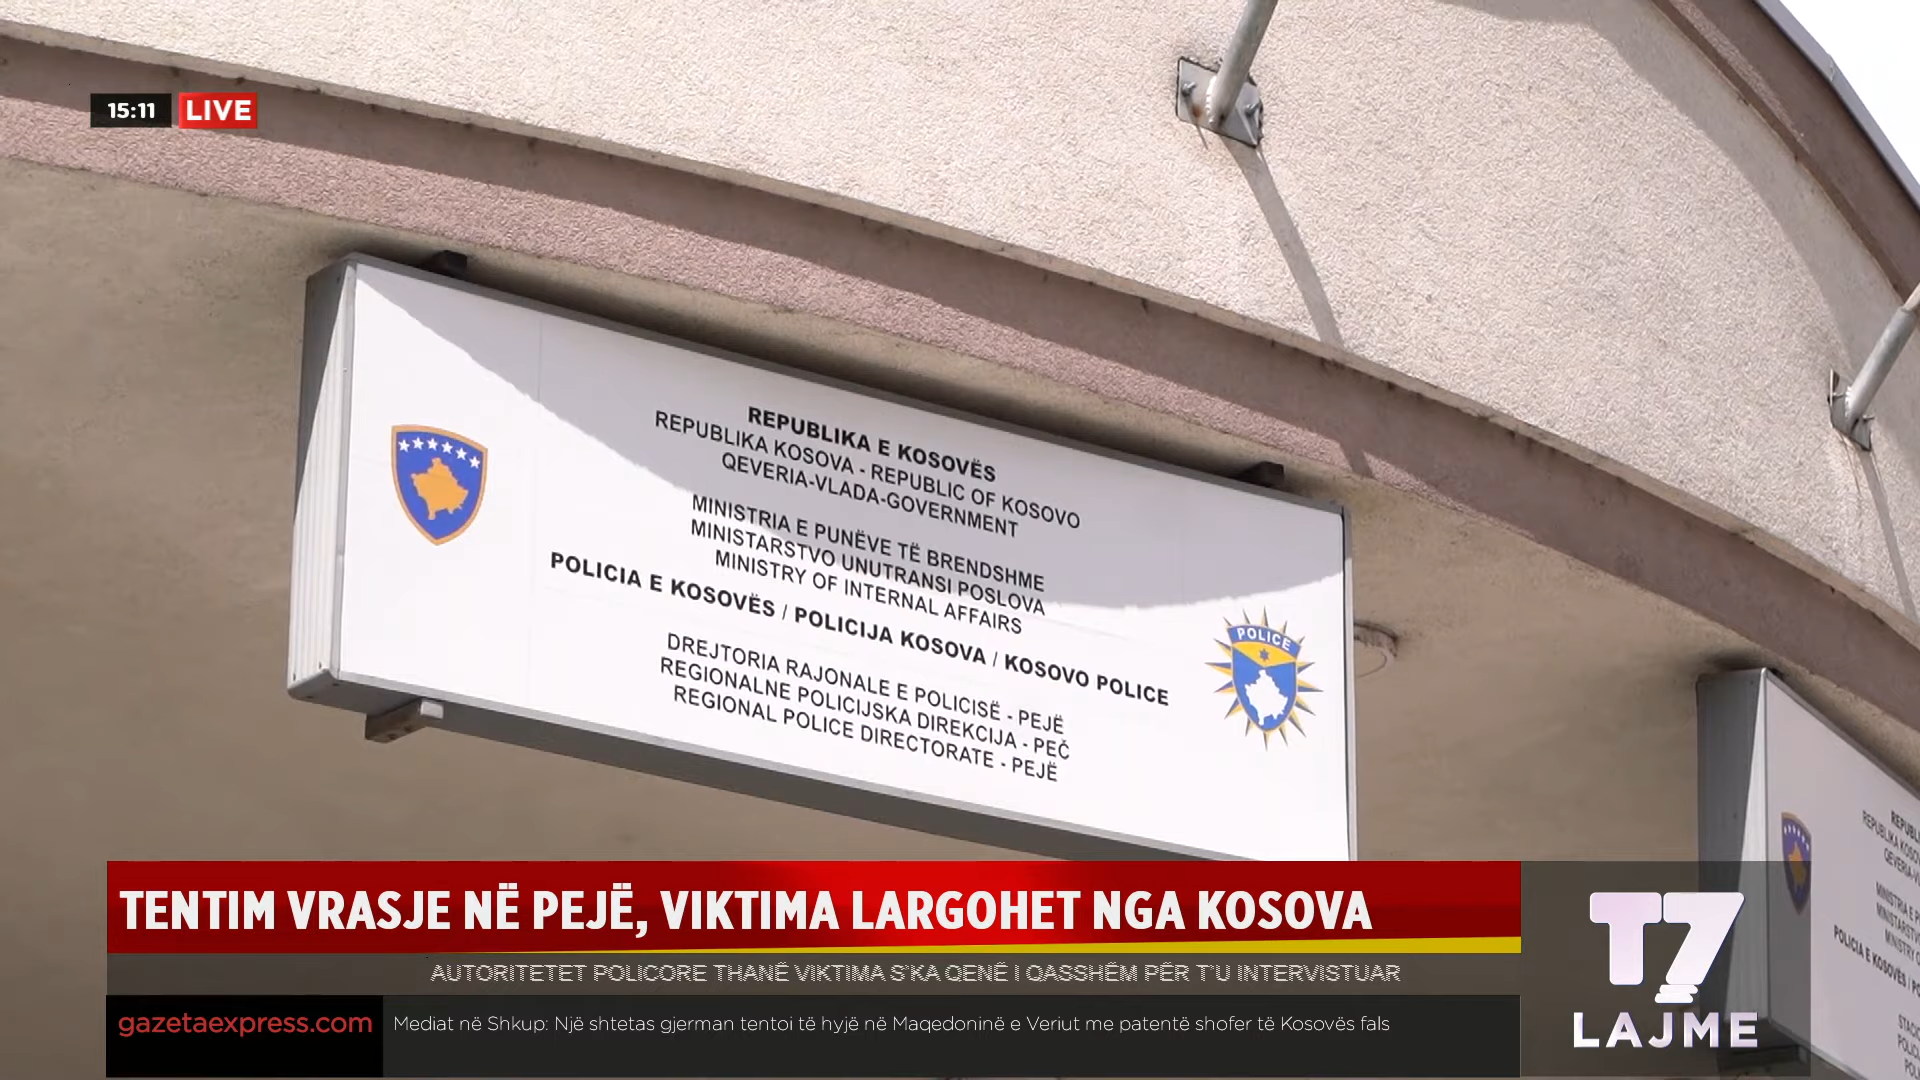 15:11 LIVE
REPUBLIKA E KOSOVËS
REPUBLIKA KOSOVA - REPUBLIC OF KOSOVO
QEVERIA-VLADA-GOVERNMENT
MINISTRIA E PUNËVE TË BRENDSHME
MINISTARSTVO UNUTRANSI POSLOVA
MINISTRY OF INTERNAL AFFAIRS
POLICIA E KOSOVËS / POLICIJA KOSOVA / KOSOVO POLICE
DREJTORIA RAJONALE E POLICISË - PEJË
REGIONALNE POLICIJSKA DIREKCIJA - PEČ
REGIONAL POLICE DIRECTORATE - PEJË
POLICE
TENTIM VRASJE NË PEJË, VIKTIMA LARGOHET NGA KOSOVA
AUTORITETET POLICORE THANË VIKTIMA S'KA QENË I QASSHËM PËR T'U INTERVISTUAR
gazetaexpress.com
Mediat në Shkup: Një shtetas gjerman tentoi të hyjë në Maqedoninë e Veriut me patentë shofer të Kosovës fals
T7
LAJME